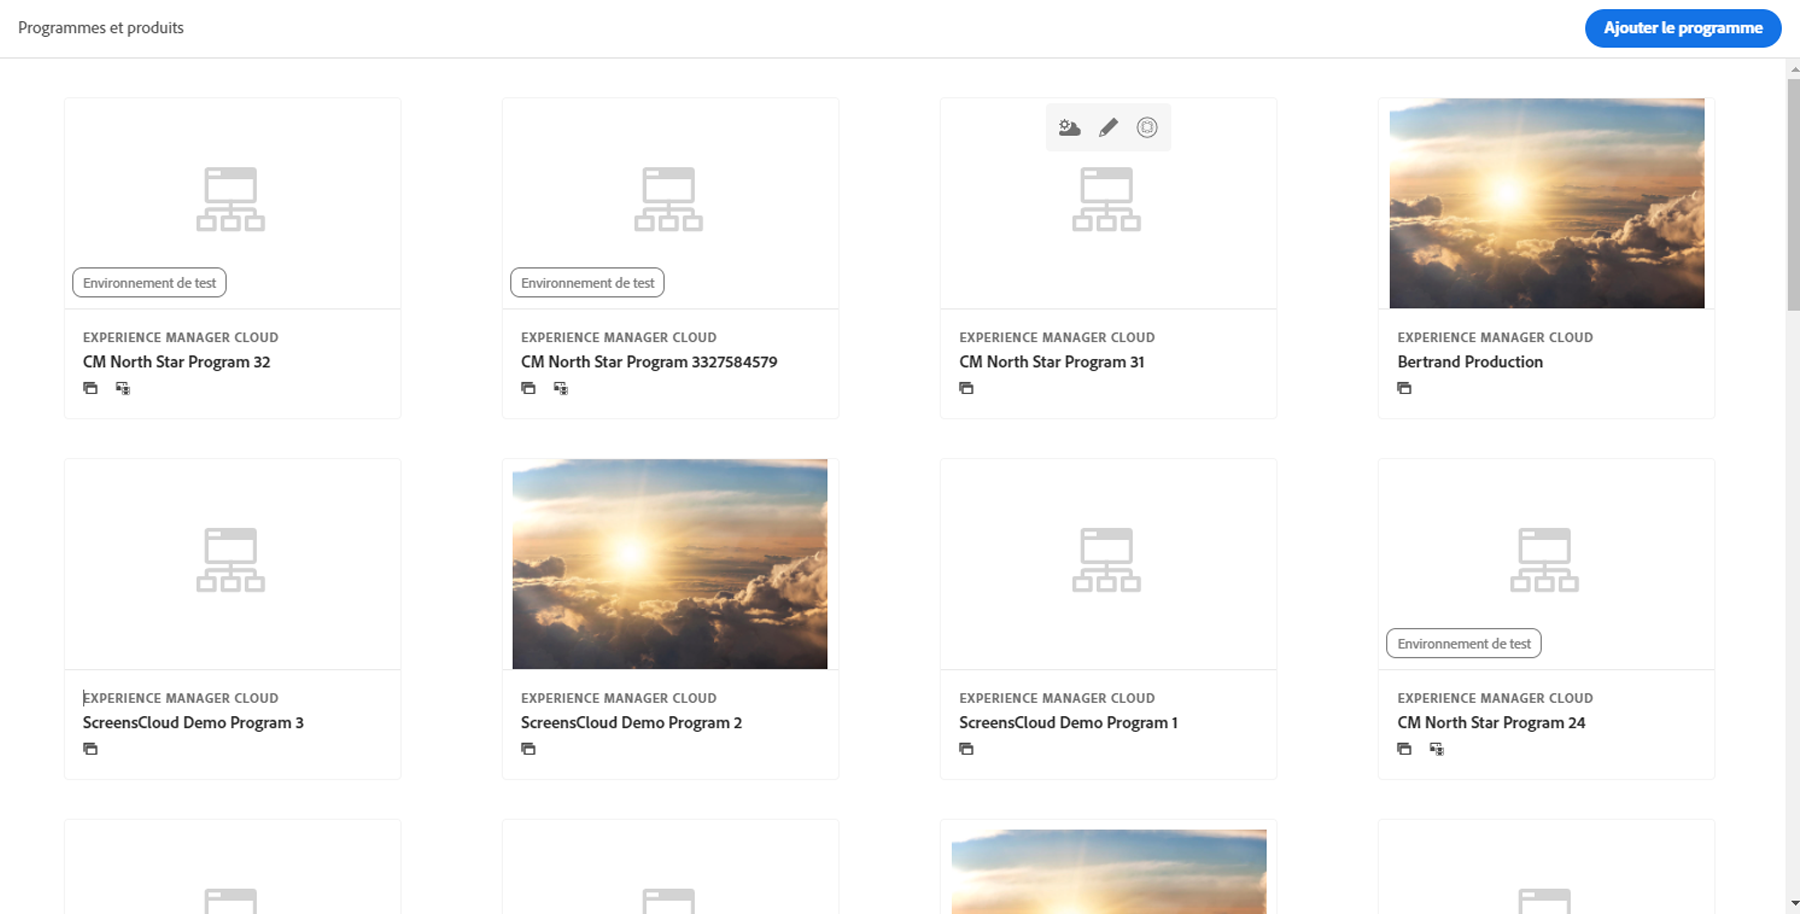 Programmes et produits
Ajouter le programme
Environnement de test
Environnement de test
EXPERIENCE MANAGER CLOUD
CM North Star Program 32
EXPERIENCE MANAGER CLOUD
CM North Star Program 3327584579
EXPERIENCE MANAGER CLOUD
CM North Star Program 31
EXPERIENCE MANAGER CLOUD
Bertrand Production
Environnement de test
EXPERIENCE MANAGER CLOUD
ScreensCloud Demo Program 3
EXPERIENCE MANAGER CLOUD
ScreensCloud Demo Program 2
EXPERIENCE MANAGER CLOUD
ScreensCloud Demo Program 1
EXPERIENCE MANAGER CLOUD
CM North Star Program 24